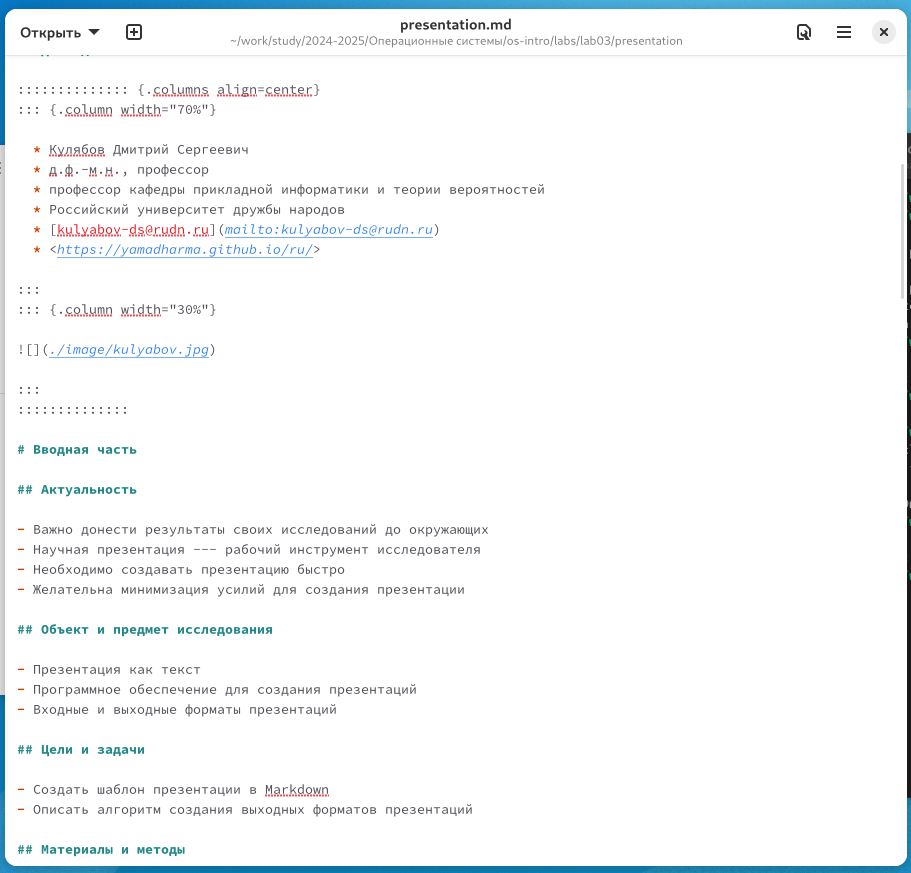 Открыть
presentation.md
~/work/study/2024-2025/Операционные системы/os-intro/labs/lab03/presentation
:::::::::::::: {.columns align=center}
::: {.column width="70%"}
* Кулябов Дмитрий Сергеевич
* д.ф.-м.н., профессор
* профессор кафедры прикладной информатики и теории вероятностей
* Российский университет дружбы народов
* [kulyabov-ds@rudn.ru](mailto:kulyabov-ds@rudn.ru)
* <https://yamadharma.github.io/ru/>
:::
::: {.column width="30%"}
![](./image/kulyabov.jpg)
:::
::::::::::::::
# Вводная часть
## Актуальность
- Важно донести результаты своих исследований до окружающих
- Научная презентация --- рабочий инструмент исследователя
- Необходимо создавать презентацию быстро
- Желательна минимизация усилий для создания презентации
## Объект и предмет исследования
- Презентация как текст
- Программное обеспечение для создания презентаций
- Входные и выходные форматы презентаций
## Цели и задачи
- Создать шаблон презентации в Markdown
- Описать алгоритм создания выходных форматов презентаций
## Материалы и методы